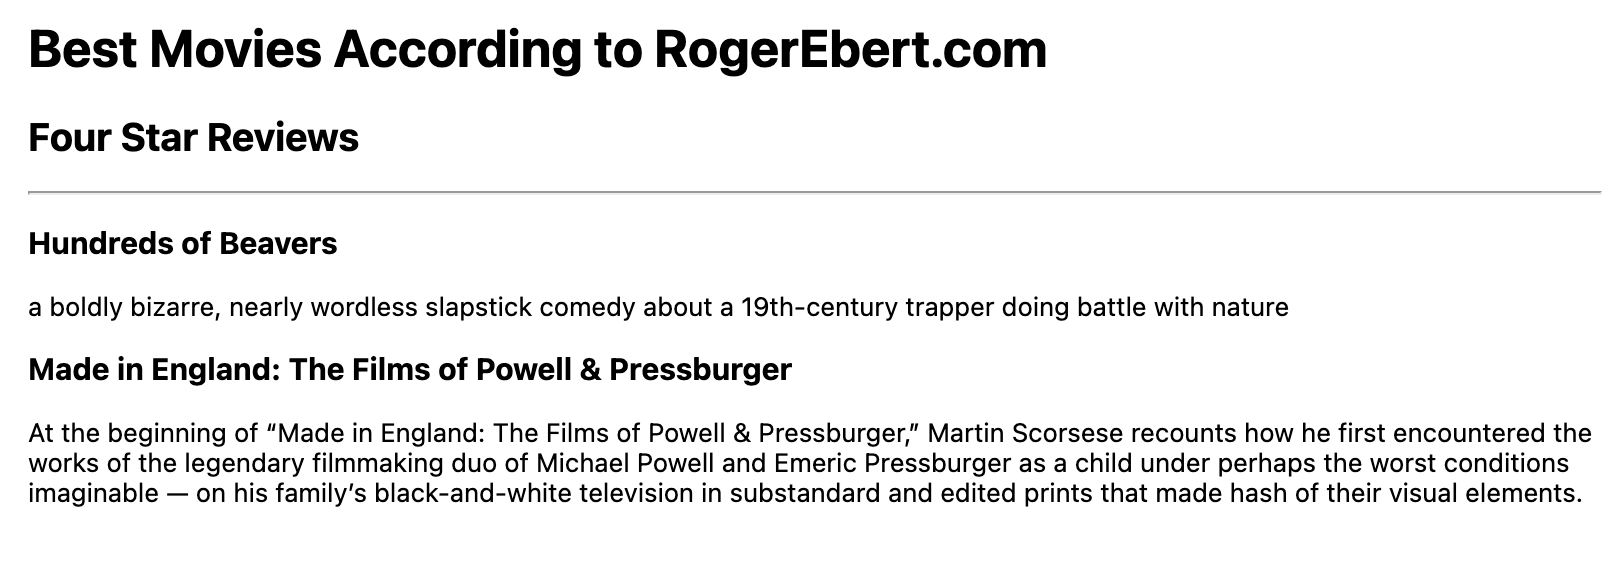 Best Movies According to RogerEbert.com
Four Star Reviews
Hundreds of Beavers
a boldly bizarre, nearly wordless slapstick comedy about a 19th-century trapper doing battle with nature
Made in England: The Films of Powell & Pressburger
At the beginning of “Made in England: The Films of Powell & Pressburger,” Martin Scorsese recounts how he first encountered the
works of the legendary filmmaking duo of Michael Powell and Emeric Pressburger as a child under perhaps the worst conditions
imaginable — on his family’s black-and-white television in substandard and edited prints that made hash of their visual elements.